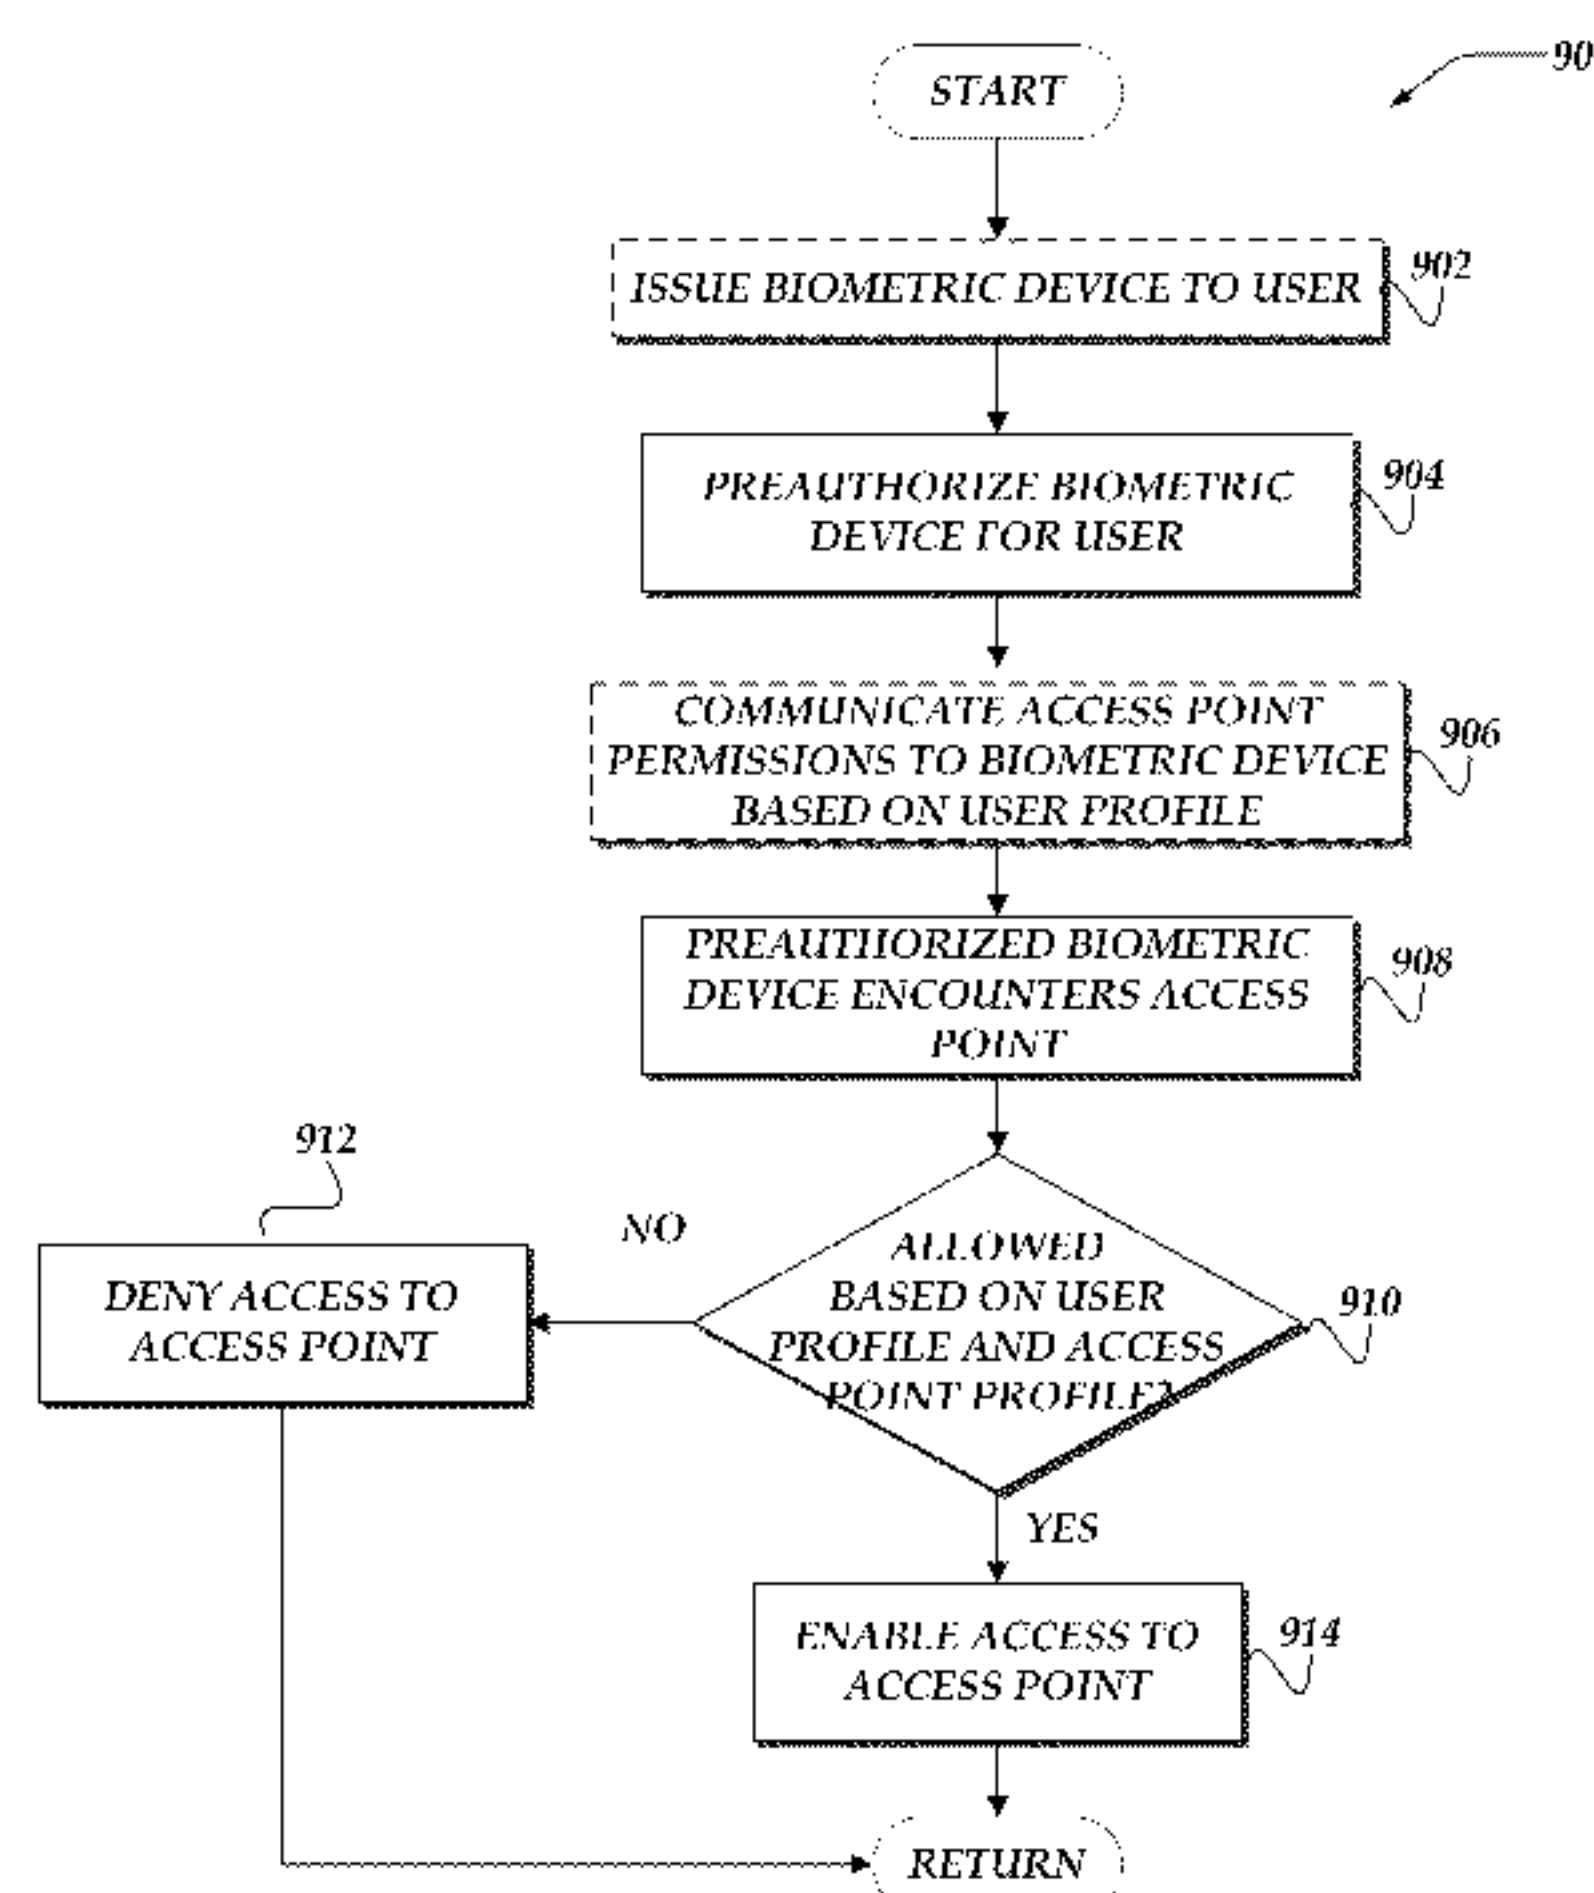 START
90
ISSUE BIOMETRIC DEVICE TO USER
902
PREAUTHORIZE BIOMETRIC
DEVICE FOR USER
904
COMMUNICATE ACCESS POINT
PERMISSIONS TO BIOMETRIC DEVICE
BASED ON USER PROFILE
906
PREAUTHORIZED BIOMETRIC
DEVICE ENCOUNTERS ACCESS
POINT
908
912
NO
DENY ACCESS TO
ACCESS POINT
ALLOWED
BASED ON USER
PROFILE AND ACCESS
POINT PROFILE?
910
YES
ENABLE ACCESS TO
ACCESS POINT
914
RETURN